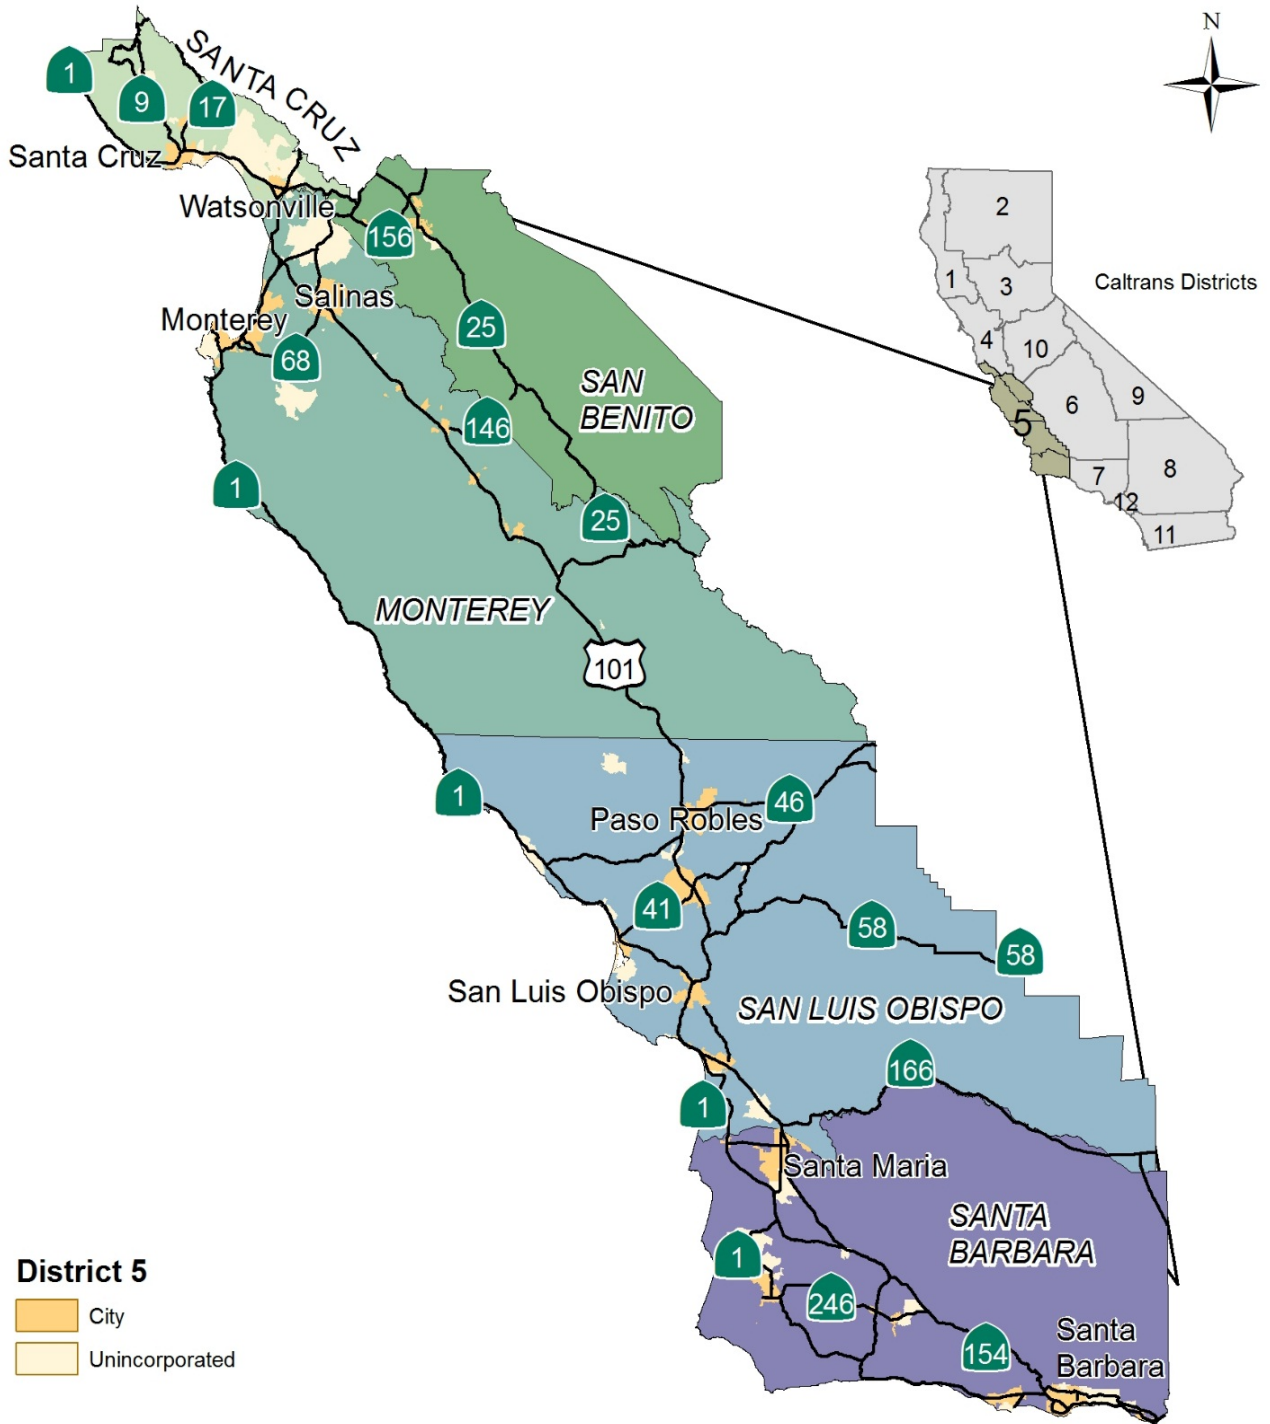 N
SANTA CRUZ
1
9
17
Santa Cruz
Watsonville
156
2
1
3
Caltrans Districts
4
10
9
6
5
8
7
12
11
Salinas
Monterey
68
25
SAN
BENITO
146
1
25
MONTEREY
101
1
46
Paso Robles
41
58
58
San Luis Obispo
SAN LUIS OBISPO
166
1
Santa Maria
SANTA
BARBARA
1
246
154
Santa
Barbara
District 5
City
Unincorporated